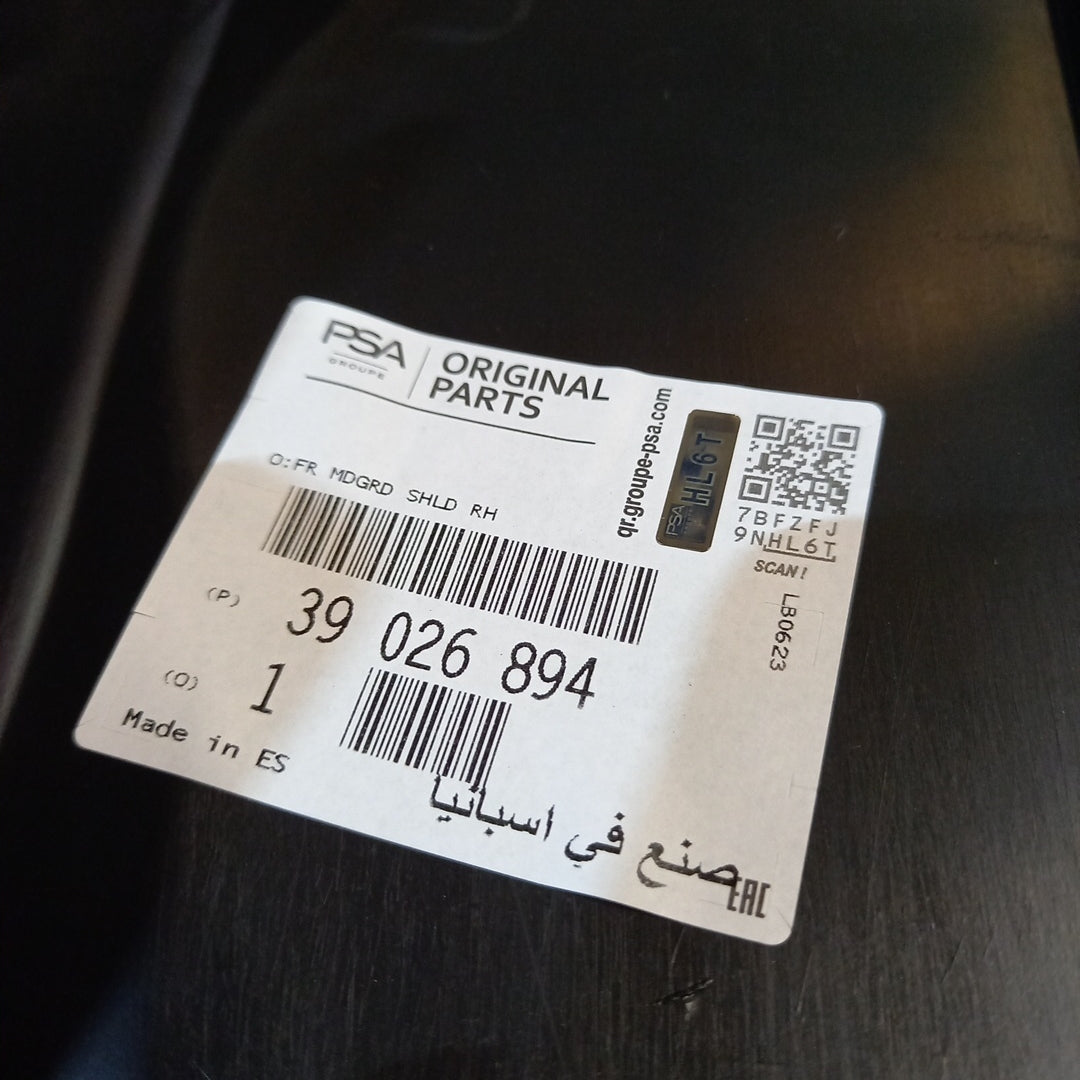 PSA
GROUPE
ORIGINAL
PARTS
qr.groupe-psa.com
PSA HL6T
7BFZFJ
9NHL6T
SCAN!
LB0623
O:FR MDGRD SHLD RH
(P) 39 026 894
(Q) 1
Made in ES
صنع في اسبانيا
EAC